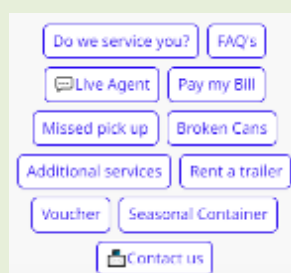 Do we service you? FAQ's
💬Live Agent Pay my Bill
Missed pick up Broken Cans
Additional services Rent a trailer
Voucher Seasonal Container
📩Contact us